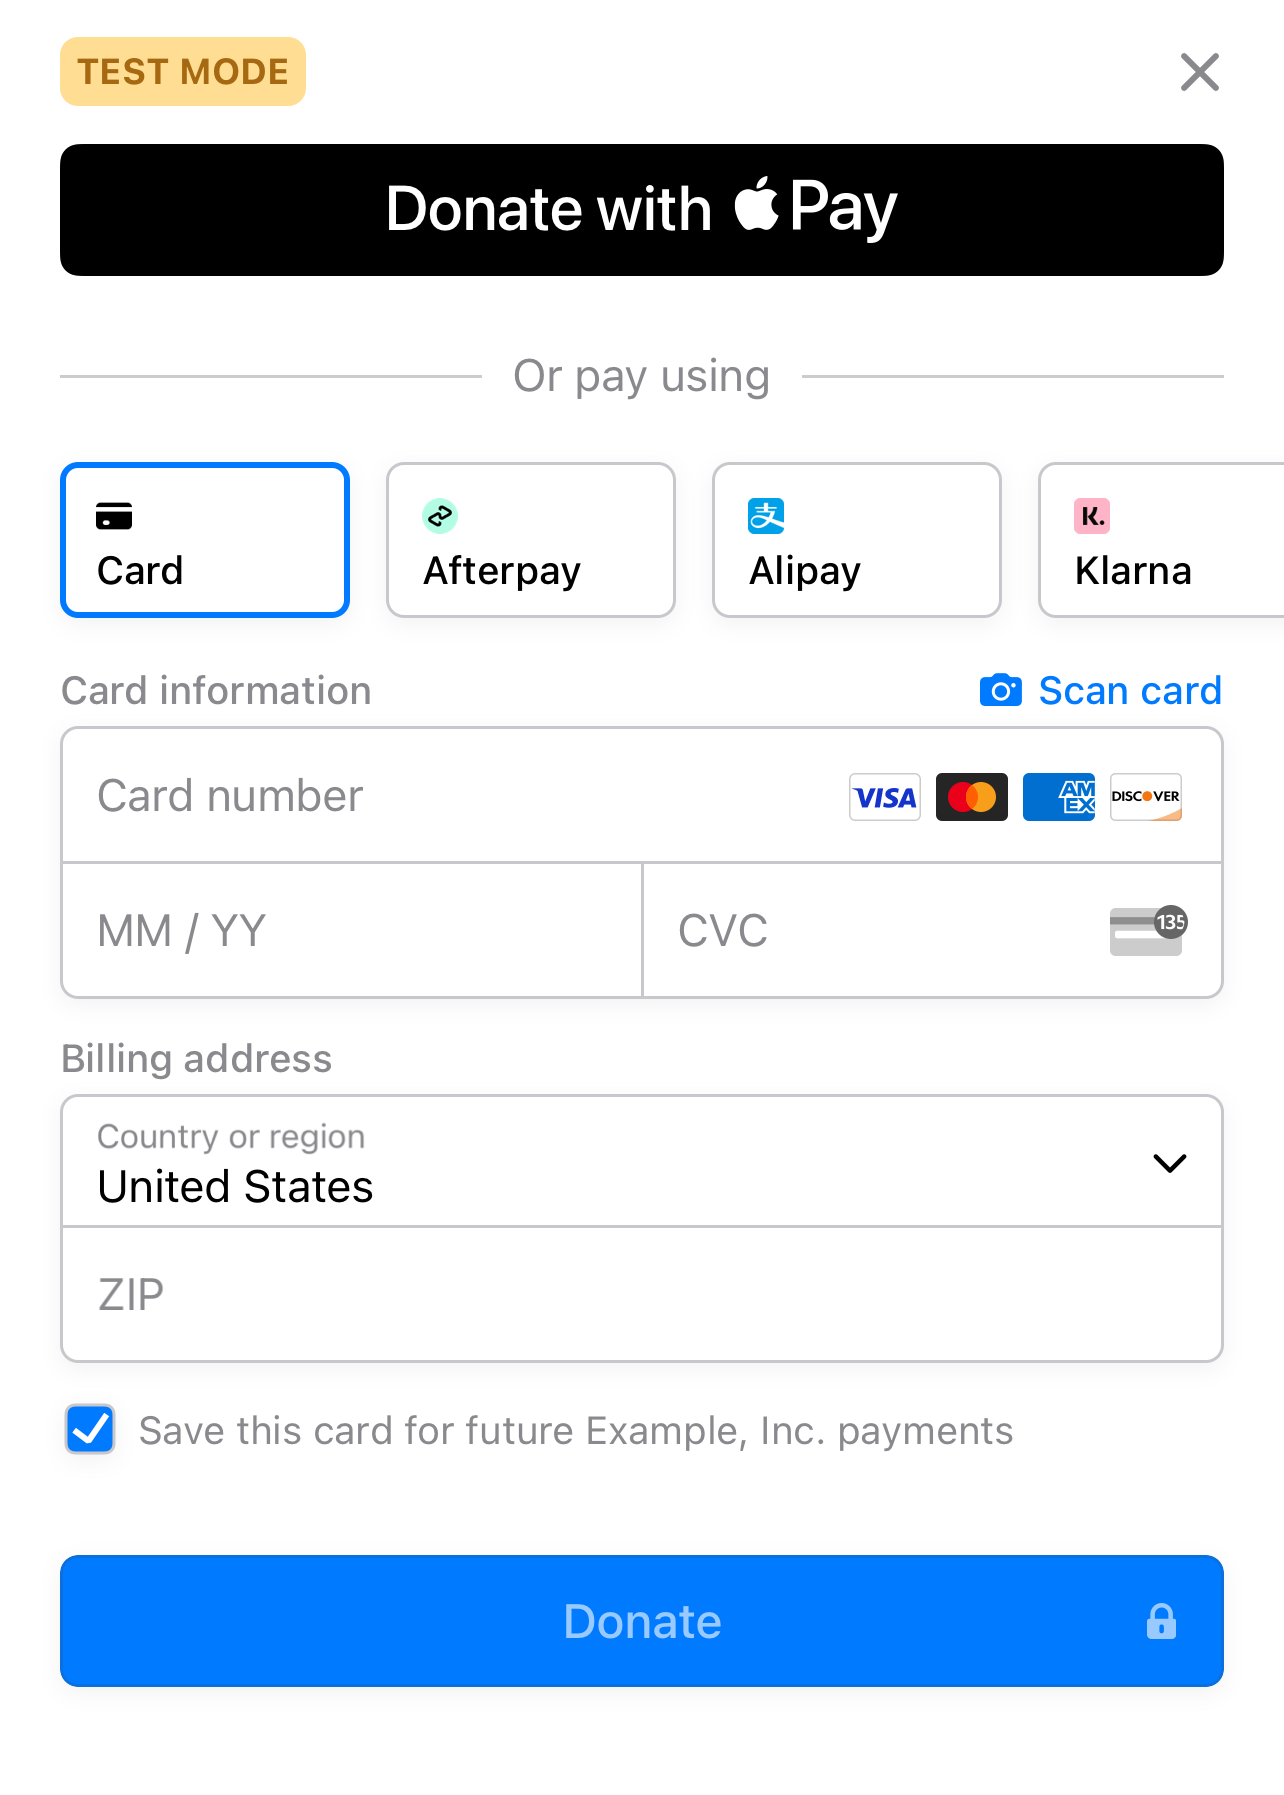 TEST MODE
Donate with Pay
Or pay using
Card
Afterpay
支
Alipay
K.
Klarna
Card information
Scan card
Card number
VISA
AM
EX
DISCOVER
MM / YY
CVC
135
Billing address
Country or region
United States
ZIP
Save this card for future Example, Inc. payments
Donate